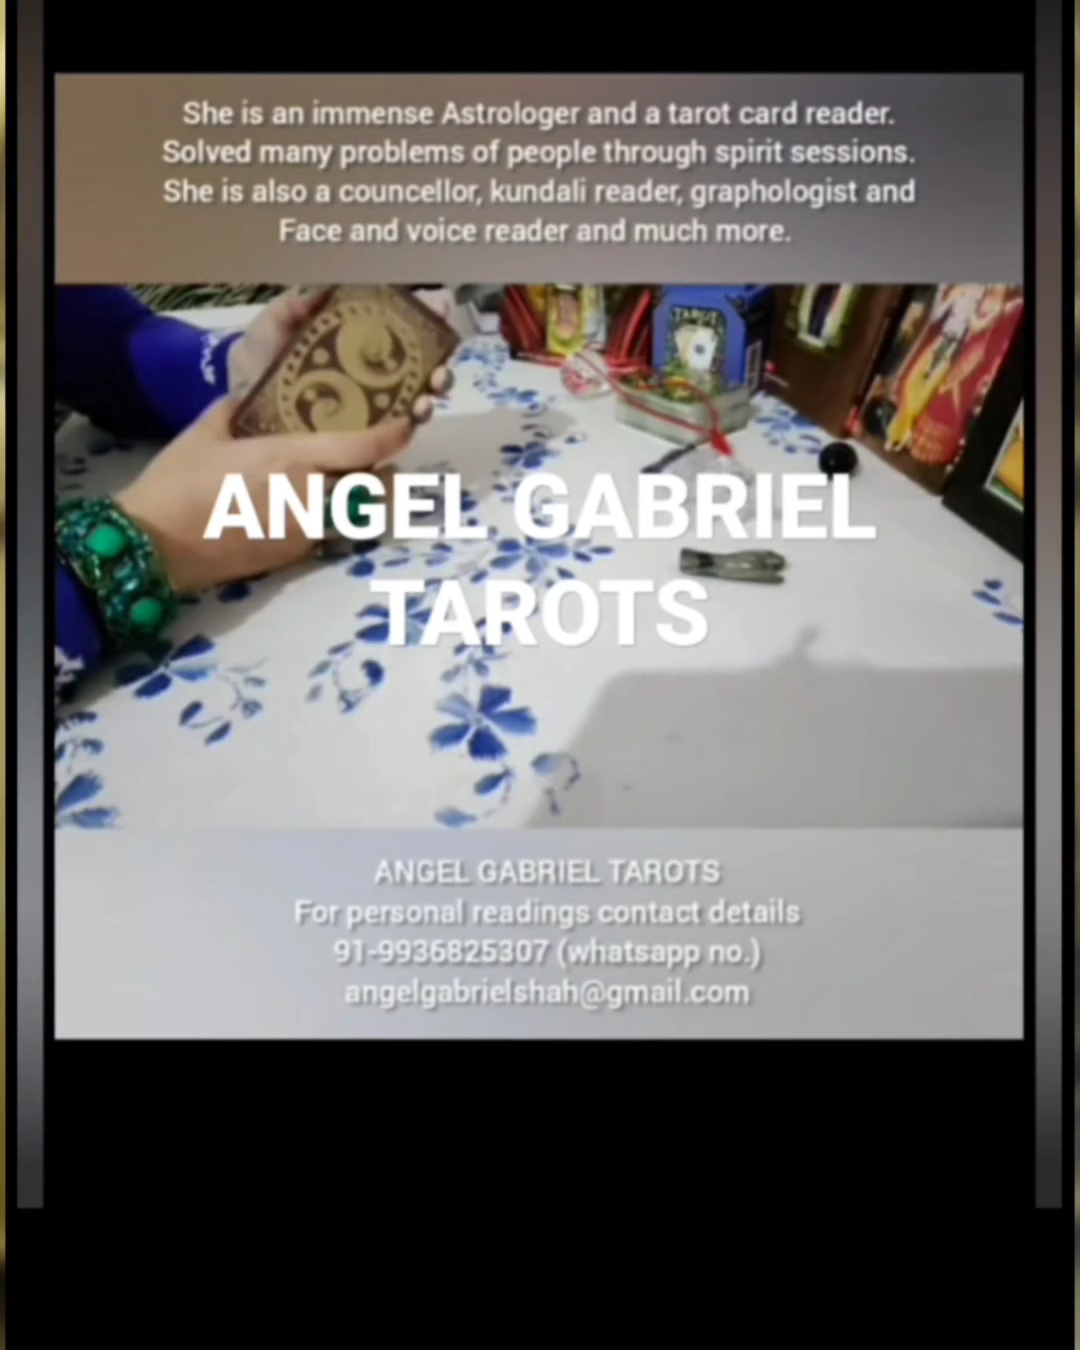 She is an immense Astrologer and a tarot card reader.
Solved many problems of people through spirit sessions.
She is also a councellor, kundali reader, graphologist and
Face and voice reader and much more.
TAROT
ANGEL GABRIEL
TAROTS
ANGEL GABRIEL TAROTS
For personal readings contact details
91-9936825307 (whatsapp no.)
angelgabrielshah@gmail.com